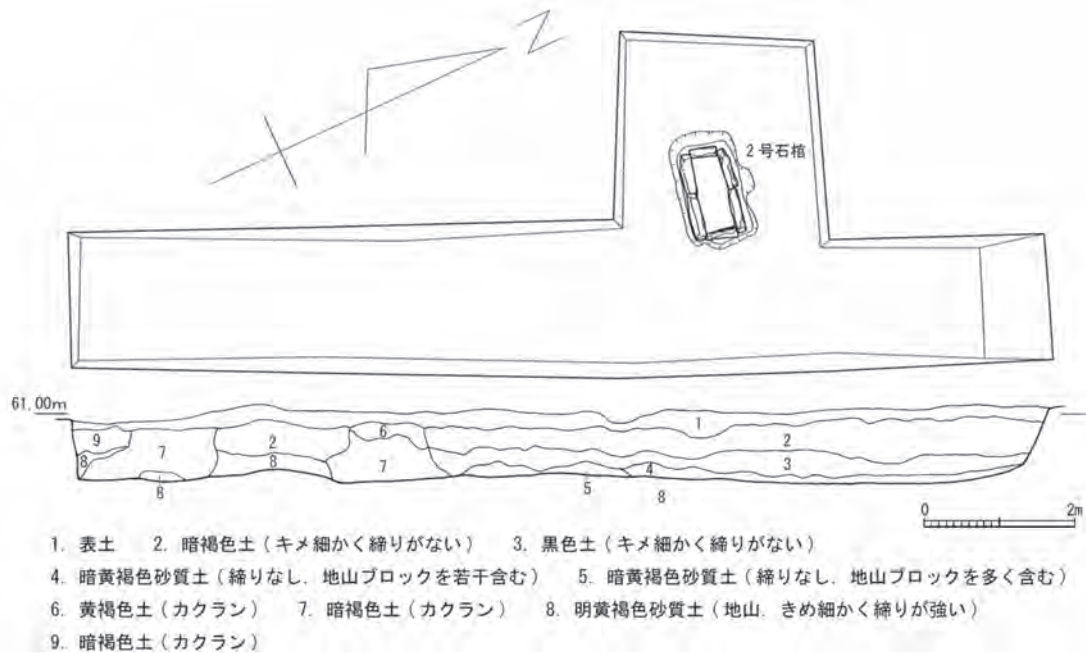 Z
2号石棺
61.00m
1
6
9
2
2
7
8
8
7
3
4
6
5
8
0 2m
1. 表土 2. 暗褐色土（キメ細かく締りがない） 3. 黒色土（キメ細かく締りがない）
4. 暗黄褐色砂質土（締りなし．地山ブロックを若干含む） 5. 暗黄褐色砂質土（締りなし．地山ブロックを多く含む）
6. 黄褐色土（カクラン） 7. 暗褐色土（カクラン） 8. 明黄褐色砂質土（地山．きめ細かく締りが強い）
9. 暗褐色土（カクラン）